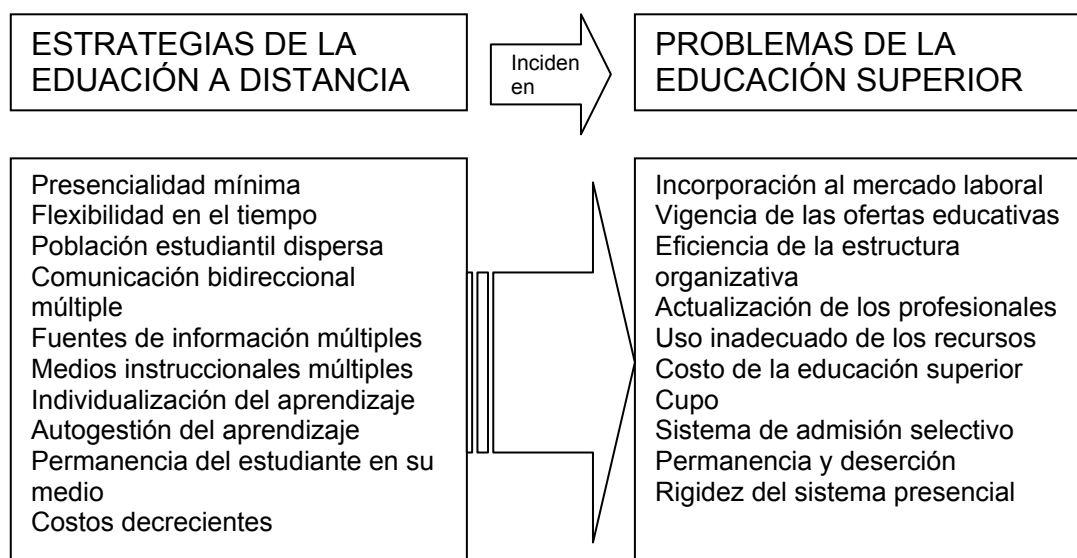 ESTRATEGIAS DE LA
EDUACIÓN A DISTANCIA
Inciden
en
PROBLEMAS DE LA
EDUCACIÓN SUPERIOR
Presencialidad mínima
Flexibilidad en el tiempo
Población estudiantil dispersa
Comunicación bidireccional
múltiple
Fuentes de información múltiples
Medios instruccionales múltiples
Individualización del aprendizaje
Autogestión del aprendizaje
Permanencia del estudiante en su
medio
Costos decrecientes
Incorporación al mercado laboral
Vigencia de las ofertas educativas
Eficiencia de la estructura
organizativa
Actualización de los profesionales
Uso inadecuado de los recursos
Costo de la educación superior
Cupo
Sistema de admisión selectivo
Permanencia y deserción
Rigidez del sistema presencial